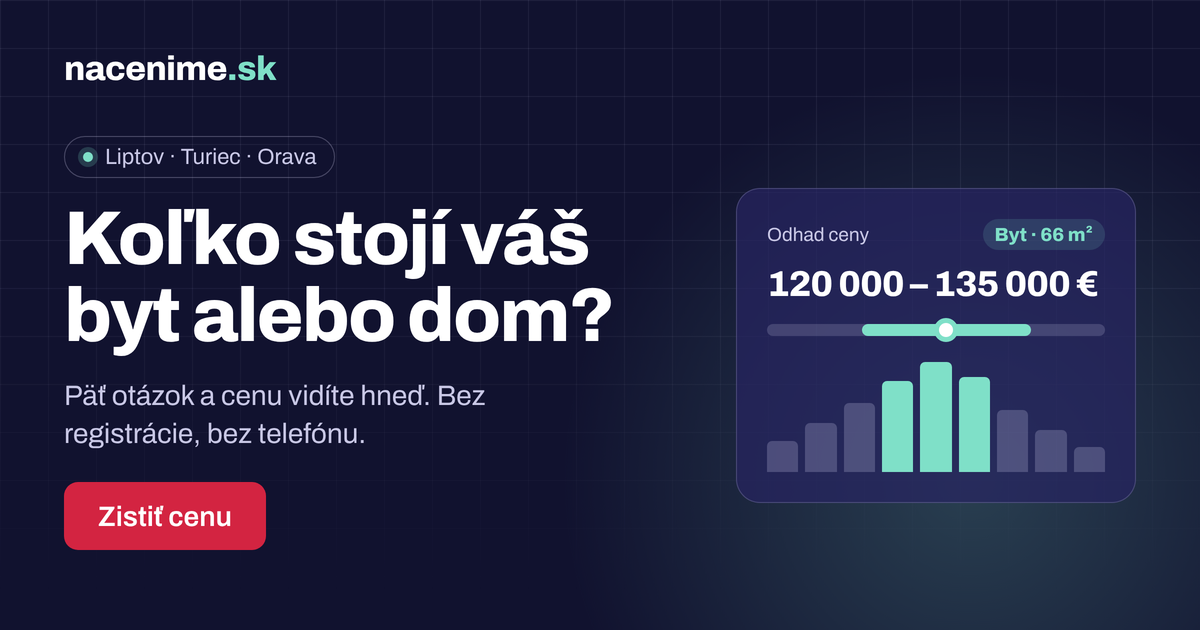 nacenime.sk
Liptov · Turiec · Orava
Koľko stojí váš
byt alebo dom?
Päť otázok a cenu vidíte hneď. Bez
registrácie, bez telefónu.
Zistiť cenu
Odhad ceny
Byt · 66 m²
120 000 – 135 000 €